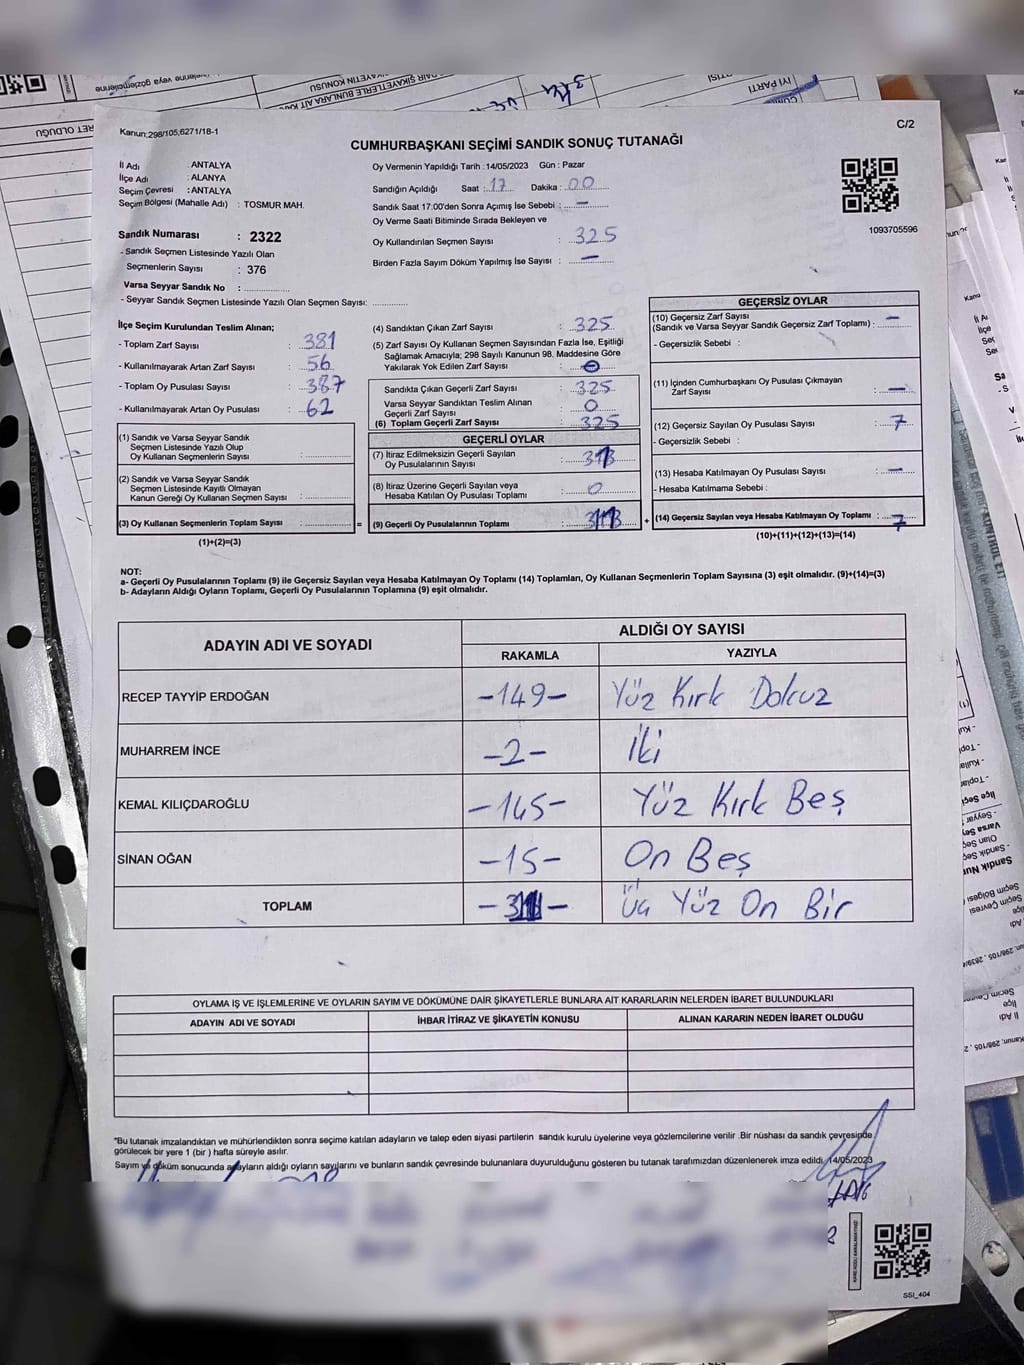 Kanun:298/105,6271/18-1
C/2
CUMHURBAŞKANI SEÇİMİ SANDIK SONUÇ TUTANAĞI
İl Adı : ANTALYA
İlçe Adı : ALANYA
Seçim Çevresi : ANTALYA
Seçim Bölgesi (Mahalle Adı) : TOSMUR MAH.
Sandık Numarası : 2322
- Sandık Seçmen Listesinde Yazılı Olan
Seçmenlerin Sayısı : 376
Varsa Seyyar Sandık No :
- Seyyar Sandık Seçmen Listesinde Yazılı Olan Seçmen Sayısı:
Oy Vermenin Yapıldığı Tarih : 14/05/2023 Gün : Pazar
Sandığın Açıldığı Saat : 17 Dakika : 00
Sandık Saat 17:00'den Sonra Açımış İse Sebebi : —
Oy Verme Saati Bitiminde Sırada Bekleyen ve
Oy Kullandırılan Seçmen Sayısı : 325
Birden Fazla Sayım Döküm Yapılmış İse Sayısı : —
1093705596
İlçe Seçim Kurulundan Teslim Alınan;
- Toplam Zarf Sayısı : 381
- Kullanılmayarak Artan Zarf Sayısı : 56
- Toplam Oy Pusulası Sayısı : 387
- Kullanılmayarak Artan Oy Pusulası : 62
(1) Sandık ve Varsa Seyyar Sandık
Seçmen Listesinde Yazılı Olup
Oy Kullanan Seçmenlerin Sayısı :
(2) Sandık ve Varsa Seyyar Sandık
Seçmen Listesinde Kayıtlı Olmayan
Kanun Gereği Oy Kullanan Seçmen Sayısı :
(3) Oy Kullanan Seçmenlerin Toplam Sayısı : =
(1)+(2)=(3)
(4) Sandıktan Çıkan Zarf Sayısı : 325
(5) Zarf Sayısı Oy Kullanan Seçmen Sayısından Fazla İse, Eşitliği
Sağlamak Amacıyla; 298 Sayılı Kanunun 98. Maddesine Göre
Yakılarak Yok Edilen Zarf Sayısı : 0
Sandıkta Çıkan Geçerli Zarf Sayısı : 325
Varsa Seyyar Sandıktan Teslim Alınan
Geçerli Zarf Sayısı : 0
(6) Toplam Geçerli Zarf Sayısı : 325
GEÇERLİ OYLAR
(7) İtiraz Edilmeksizin Geçerli Sayılan
Oy Pusulalarının Sayısı :
(8) İtiraz Üzerine Geçerli Sayılan veya
Hesaba Katılan Oy Pusulası Toplamı : 0
(9) Geçerli Oy Pusulalarının Toplamı : +
GEÇERSİZ OYLAR
(10) Geçersiz Zarf Sayısı
(Sandık ve Varsa Seyyar Sandık Geçersiz Zarf Toplamı) : —
- Geçersizlik Sebebi :
(11) İçinden Cumhurbaşkanı Oy Pusulası Çıkmayan
Zarf Sayısı : —
(12) Geçersiz Sayılan Oy Pusulası Sayısı : 7
- Geçersizlik Sebebi :
(13) Hesaba Katılmayan Oy Pusulası Sayısı : —
- Hesaba Katılmama Sebebi :
(14) Geçersiz Sayılan veya Hesaba Katılmayan Oy Toplamı : 7
(10)+(11)+(12)+(13)=(14)
NOT:
a- Geçerli Oy Pusulalarının Toplamı (9) ile Geçersiz Sayılan veya Hesaba Katılmayan Oy Toplamı (14) Toplamları, Oy Kullanan Seçmenlerin Toplam Sayısına (3) eşit olmalıdır. (9)+(14)=(3)
b- Adayların Aldığı Oyların Toplamı, Geçerli Oy Pusulalarının Toplamına (9) eşit olmalıdır.
ADAYIN ADI VE SOYADI ALDIĞI OY SAYISI
RAKAMLA YAZIYLA
RECEP TAYYİP ERDOĞAN -149- Yüz Kırk Dokuz
MUHARREM İNCE -2- İki
KEMAL KILIÇDAROĞLU -145- Yüz Kırk Beş
SİNAN OĞAN -15- On Beş
TOPLAM Üç Yüz On Bir
OYLAMA İŞ VE İŞLEMLERİNE VE OYLARIN SAYIM VE DÖKÜMÜNE DAİR ŞİKAYETLERLE BUNLARA AİT KARARLARIN NELERDEN İBARET BULUNDUKLARI
ADAYIN ADI VE SOYADI İHBAR İTİRAZ VE ŞİKAYETİN KONUSU ALINAN KARARIN NEDEN İBARET OLDUĞU
*Bu tutanak imzalandıktan ve mühürlendikten sonra seçime katılan adayların ve talep eden siyasi partilerin sandık kurulu üyelerine veya gözlemcilerine verilir .Bir nüshası da sandık çevresinde
görülecek bir yere 1 (bir ) hafta süreyle asılır.
Sayım ve döküm sonucunda adayların aldığı oyların sayılarını ve bunların sandık çevresinde bulunanlara duyurulduğunu gösteren bu tutanak tarafımızdan düzenlenerek imza edildi. 14/05/2023
SSI_404